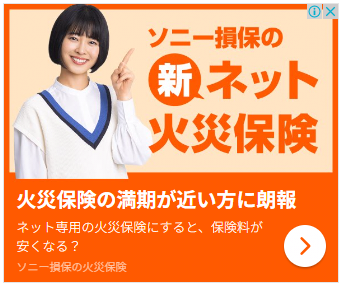 ソニー損保の
新ネット
火災保険
火災保険の満期が近い方に朗報
ネット専用の火災保険にすると、保険料が
安くなる？
ソニー損保の火災保険